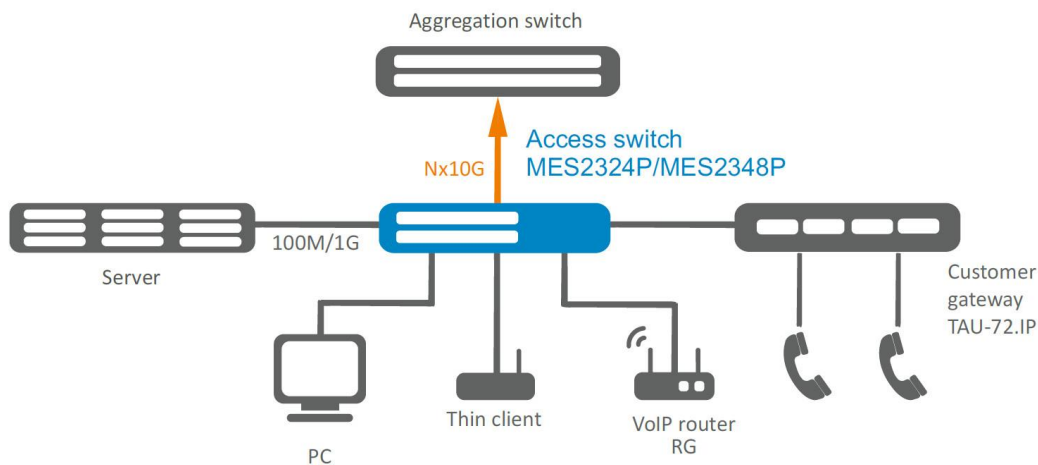 Aggregation switch
Access switch
Nx10G
MES2324P/MES2348P
100M/1G
Server
Customer
gateway
TAU-72.IP
Thin client
VoIP router
RG
PC